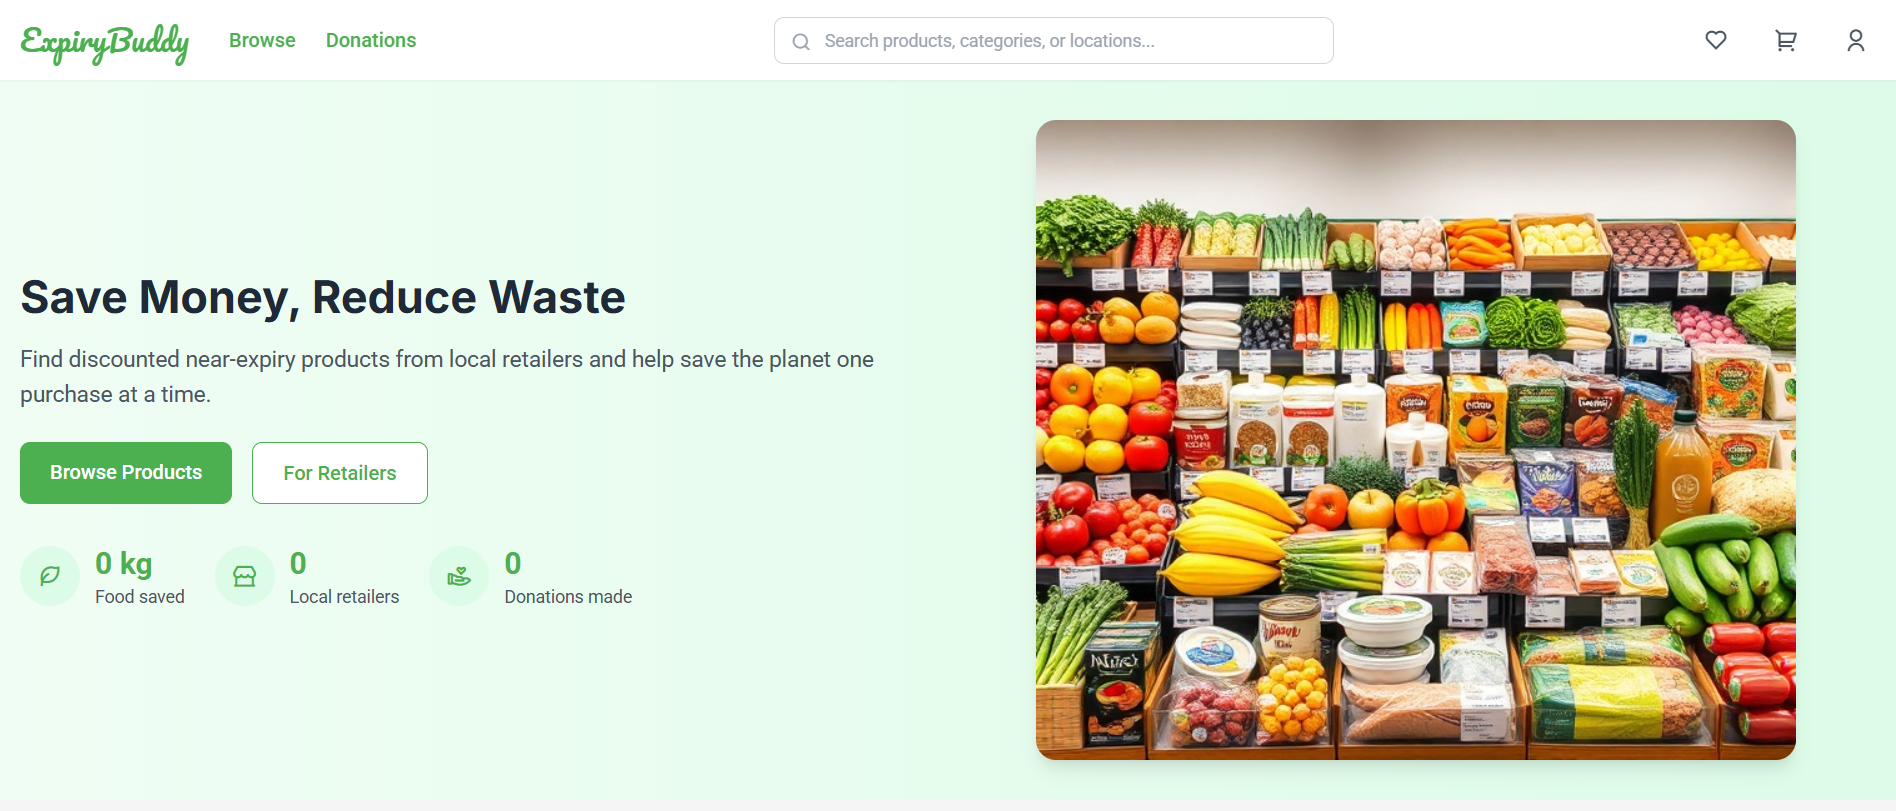 ExpiryBuddy
Browse
Donations
Search products, categories, or locations...
Save Money, Reduce Waste
Find discounted near-expiry products from local retailers and help save the planet one
purchase at a time.
Browse Products
For Retailers
0 kg
Food saved
0
Local retailers
0
Donations made